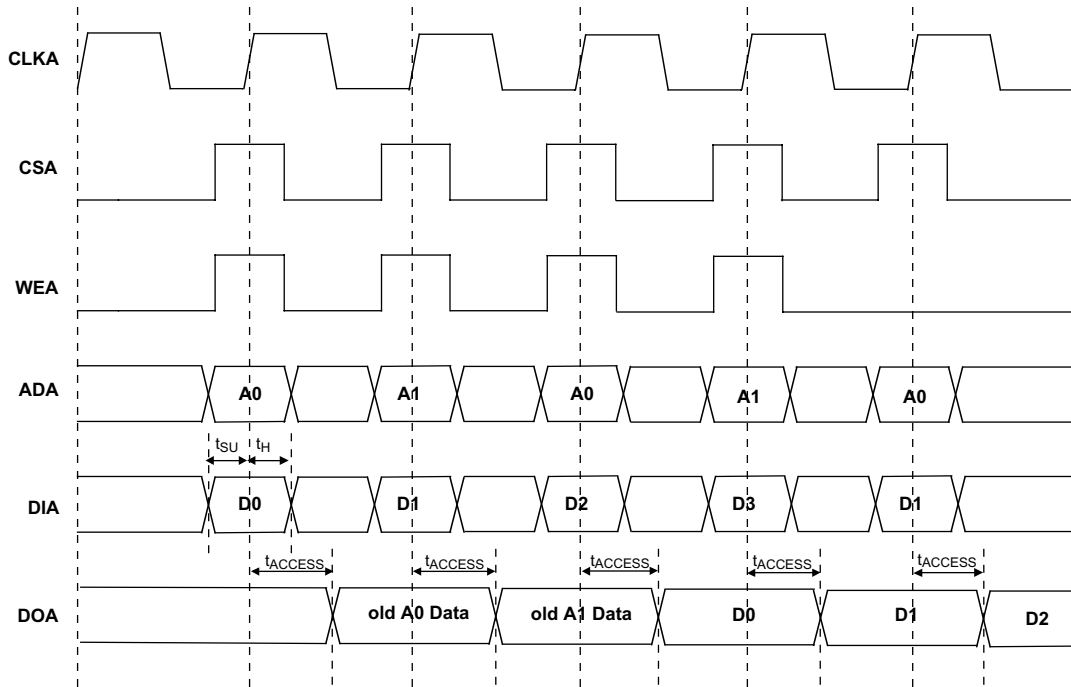 CLKA
CSA
WEA
ADA A0 A1 A0 A1 A0
tSU tH
DIA D0 D1 D2 D3 D1
tACCESS tACCESS tACCESS tACCESS tACCESS
DOA old A0 Data old A1 Data D0 D1 D2